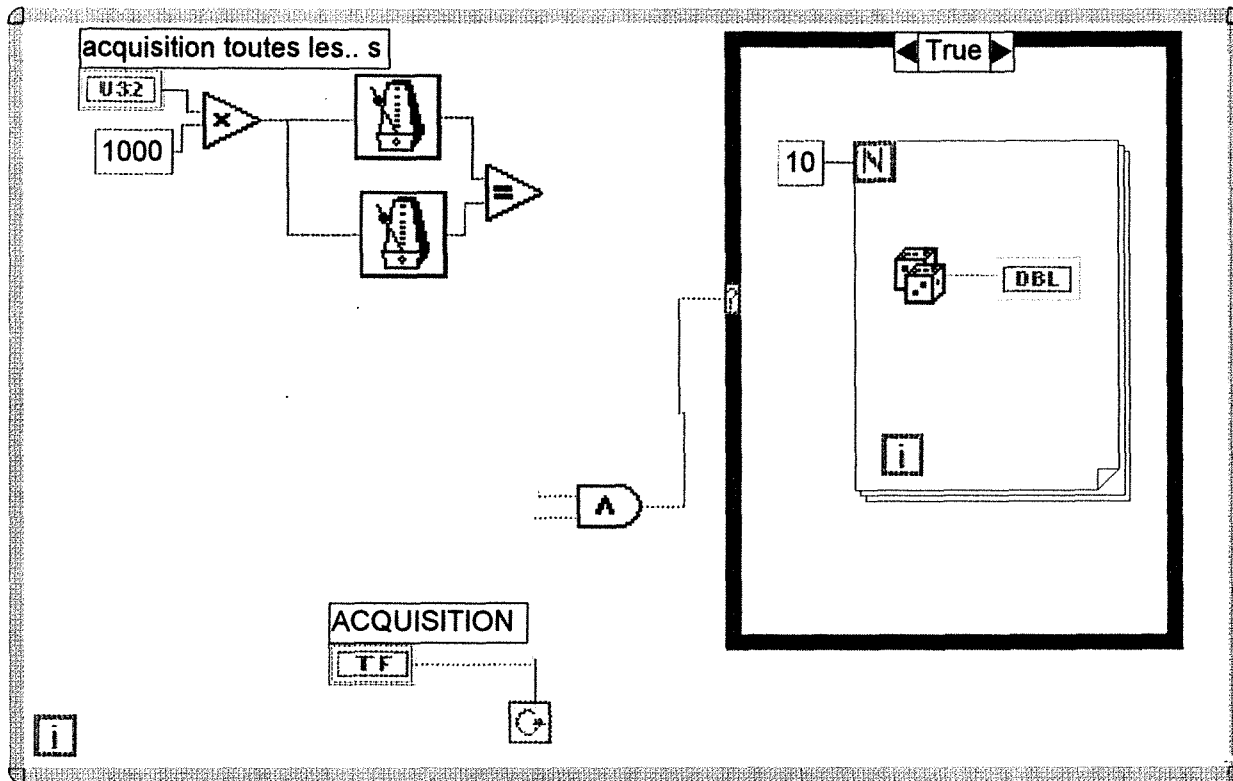 acquisition toutes les.. s
True
U32
×
1000
10
N
=
DBL
i
ACQUISITION
TF
i